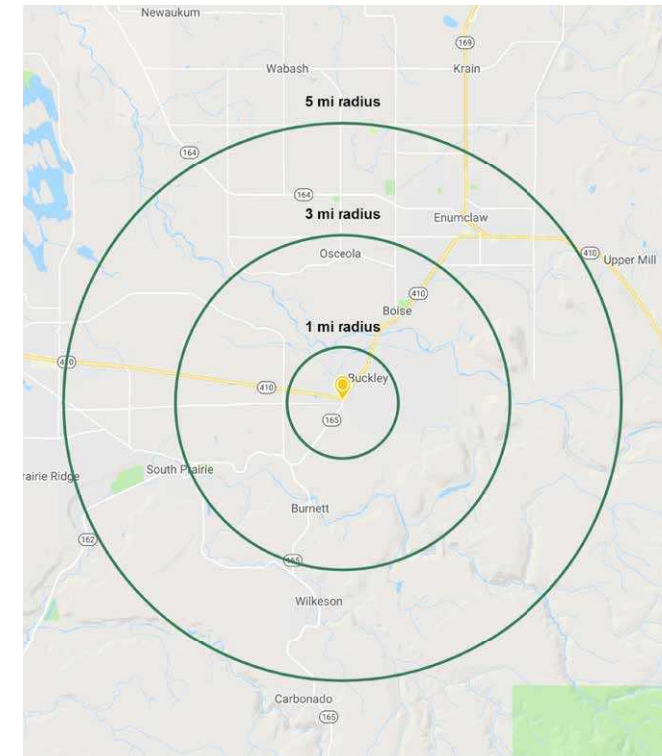 Newaukum
169
Wabash
Krain
5 mi radius
164
164
3 mi radius
Enumclaw
Osceola
410
Upper Mill
410
Boise
1 mi radius
410
Buckley
410
165
South Prairie
rairie Ridge
Burnett
162
165
Wilkeson
Carbonado
165